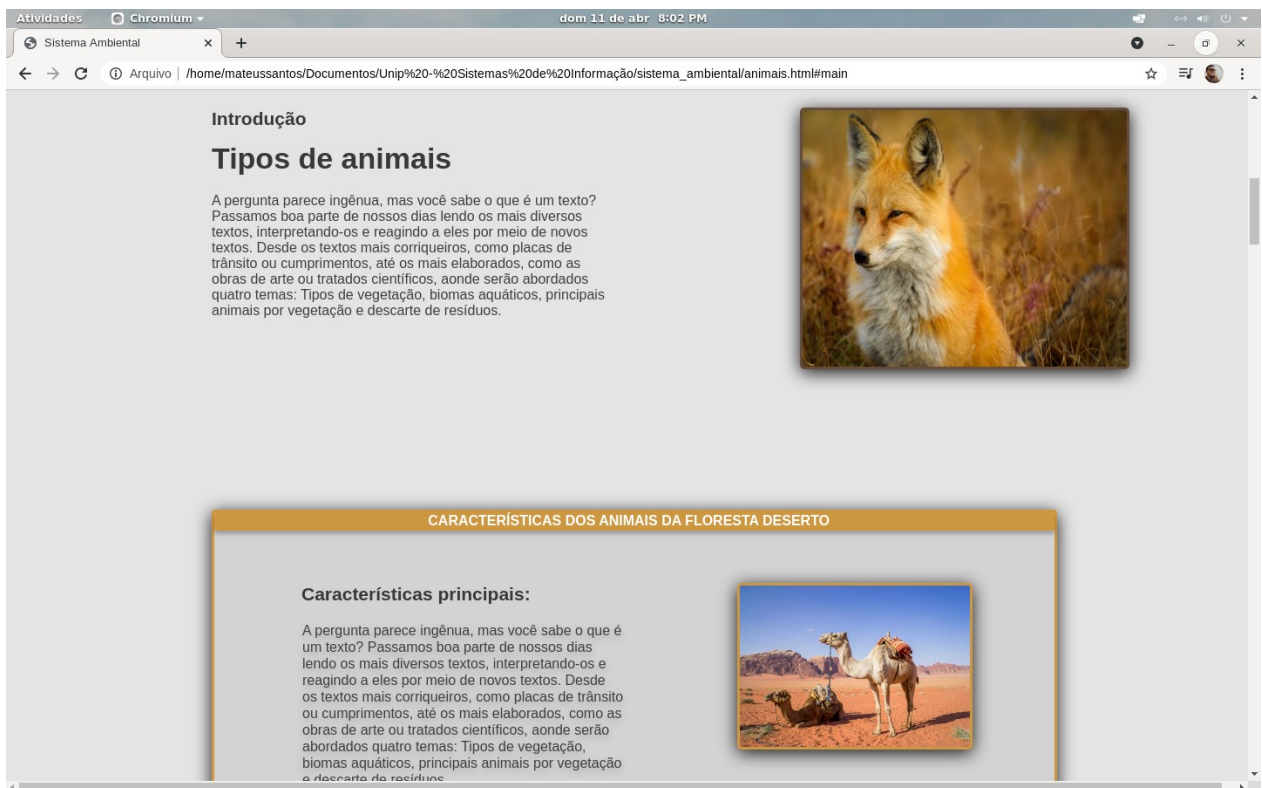 Atividades Chromium dom 11 de abr 8:02 PM
Sistema Ambiental
Arquivo /home/mateussantos/Documentos/Unip%20-%20Sistemas%20de%20Informação/sistema_ambiental/animais.html#main
Introdução
Tipos de animais
A pergunta parece ingênua, mas você sabe o que é um texto?
Passamos boa parte de nossos dias lendo os mais diversos
textos, interpretando-os e reagindo a eles por meio de novos
textos. Desde os textos mais corriqueiros, como placas de
trânsito ou cumprimentos, até os mais elaborados, como as
obras de arte ou tratados científicos, aonde serão abordados
quatro temas: Tipos de vegetação, biomas aquáticos, principais
animais por vegetação e descarte de resíduos.
CARACTERÍSTICAS DOS ANIMAIS DA FLORESTA DESERTO
Características principais:
A pergunta parece ingênua, mas você sabe o que é
um texto? Passamos boa parte de nossos dias
lendo os mais diversos textos, interpretando-os e
reagindo a eles por meio de novos textos. Desde
os textos mais corriqueiros, como placas de trânsito
ou cumprimentos, até os mais elaborados, como as
obras de arte ou tratados científicos, aonde serão
abordados quatro temas: Tipos de vegetação,
biomas aquáticos, principais animais por vegetação
e descarte de resíduos